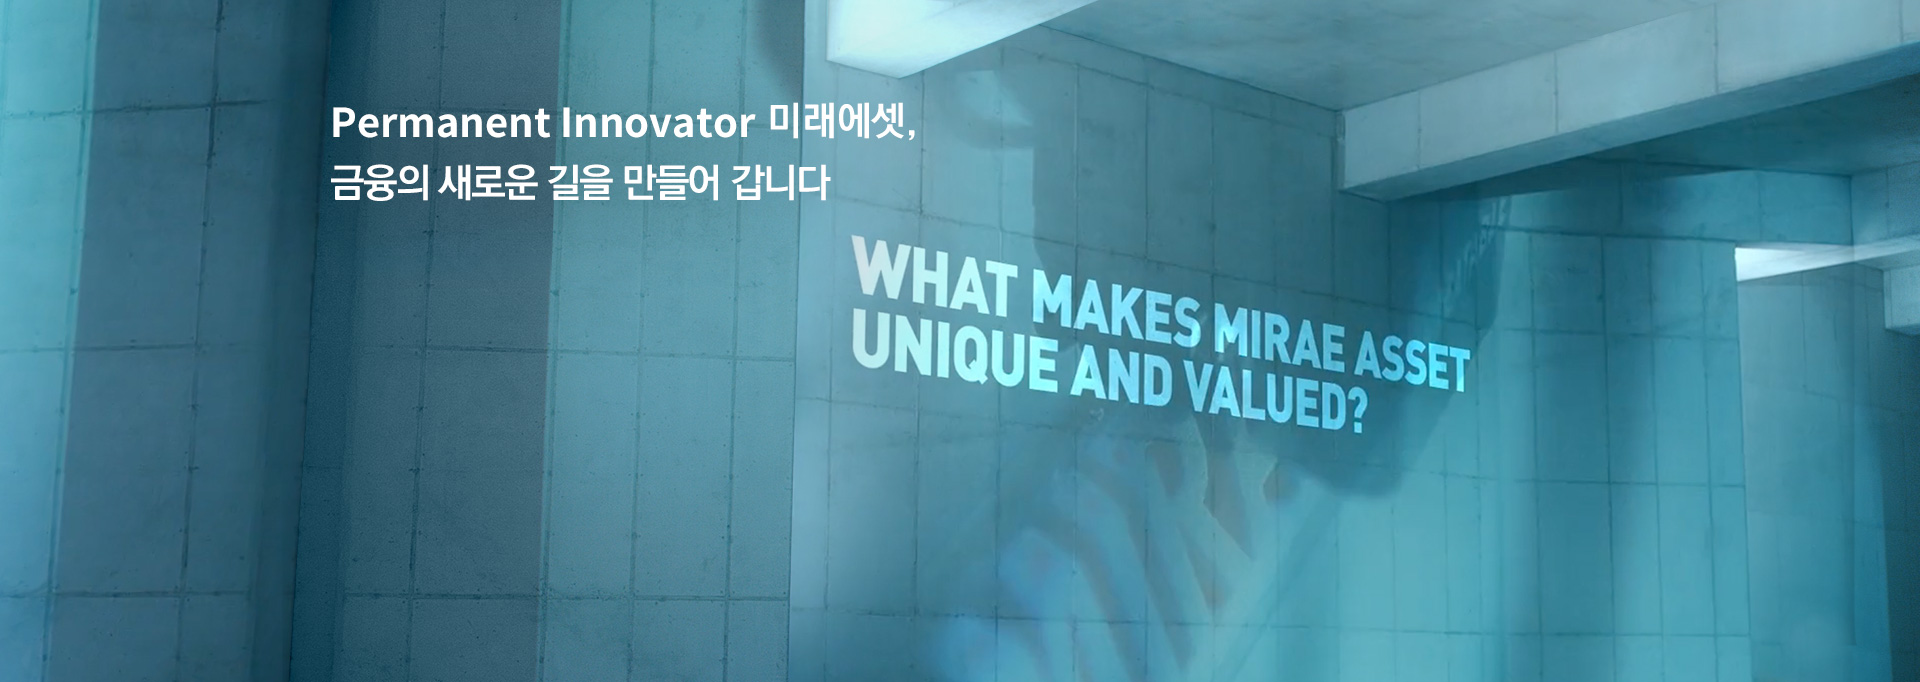 Permanent Innovator 미래에셋,
금융의 새로운 길을 만들어 갑니다
WHAT MAKES MIRAE ASSET
UNIQUE AND VALUED?